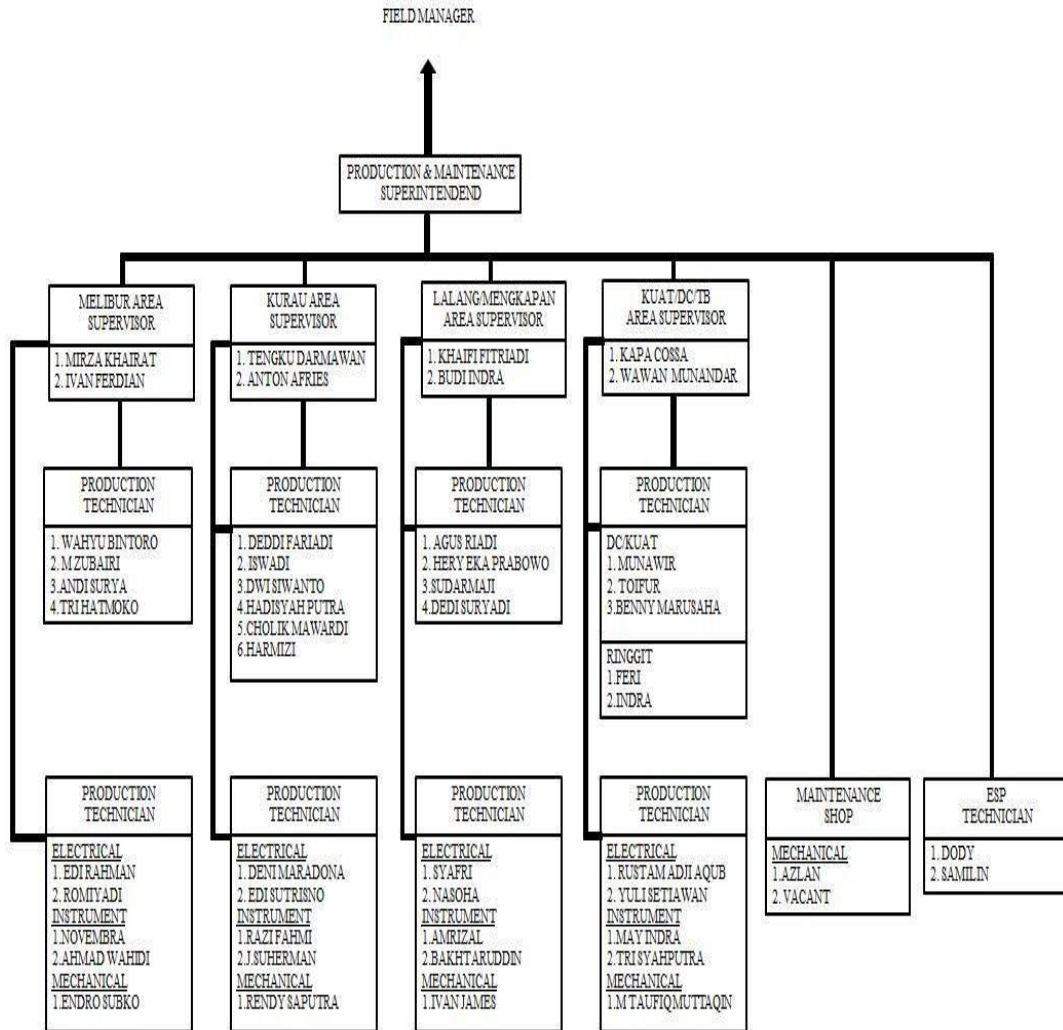 FIELD MANAGER
PRODUCTION & MAINTENANCE
SUPERINTENDEND
MELIBUR AREA
SUPERVISOR
1. MIRZA KHAIRAT
2. IVAN FERDIAN
KURAU AREA
SUPERVISOR
1. TENGKU DARMAWAN
2. ANTON AFRIES
LALANG/MENGKAPAN
AREA SUPERVISOR
1. KHAIFI FITRIADI
2. BUDI INDRA
KUAT/DC/TB
AREA SUPERVISOR
1. KAPA COSSA
2. WAWAN MUNANDAR
PRODUCTION
TECHNICIAN
1. WAHYU BINTORO
2. M ZUBAIRI
3.ANDI SURYA
4.TRI HATMOKO
PRODUCTION
TECHNICIAN
1.DEDDI FARIADI
2. ISWADI
3.DWI SIWANTO
4.HADISYAH PUTRA
5.CHOLIK MAWARDI
6.HARMIZI
PRODUCTION
TECHNICIAN
1. AGUS RIADI
2.HERY EKA PRABOWO
3.SUDARMAJI
4.DEDI SURYADI
PRODUCTION
TECHNICIAN
DC/KUAT
1. MUNAWIR
2. TOIFUR
3.BENNY MARUSAHA
RINGGIT
1.FERI
2.INDRA
PRODUCTION
TECHNICIAN
ELECTRICAL
1. EDI RAHMAN
2. ROMIYADI
INSTRUMENT
1.NOVEMBRA
2.AHMAD WAHIDI
MECHANICAL
1.ENDRO SUBKO
PRODUCTION
TECHNICIAN
ELECTRICAL
1. DENI MARADONA
2. EDI SUTRISNO
INSTRUMENT
1.RAZI FAHMI
2.J.SUHERMAN
MECHANICAL
1.RENDY SAPUTRA
PRODUCTION
TECHNICIAN
ELECTRICAL
1. SYAFRI
2. NASOHA
INSTRUMENT
1.AMRIZAL
2.BAKHTARUDDIN
MECHANICAL
1.IVAN JAMES
PRODUCTION
TECHNICIAN
ELECTRICAL
1. RUSTAM ADJI AQUB
2. YULI SETIAWAN
INSTRUMENT
1.MAY INDRA
2.TRI SYAHPUTRA
MECHANICAL
1.M TAUFIQ MUTTAQIN
MAINTENANCE
SHOP
MECHANICAL
1.AZLAN
2. VACANT
ESP
TECHNICIAN
1. DODY
2. SAMILIN